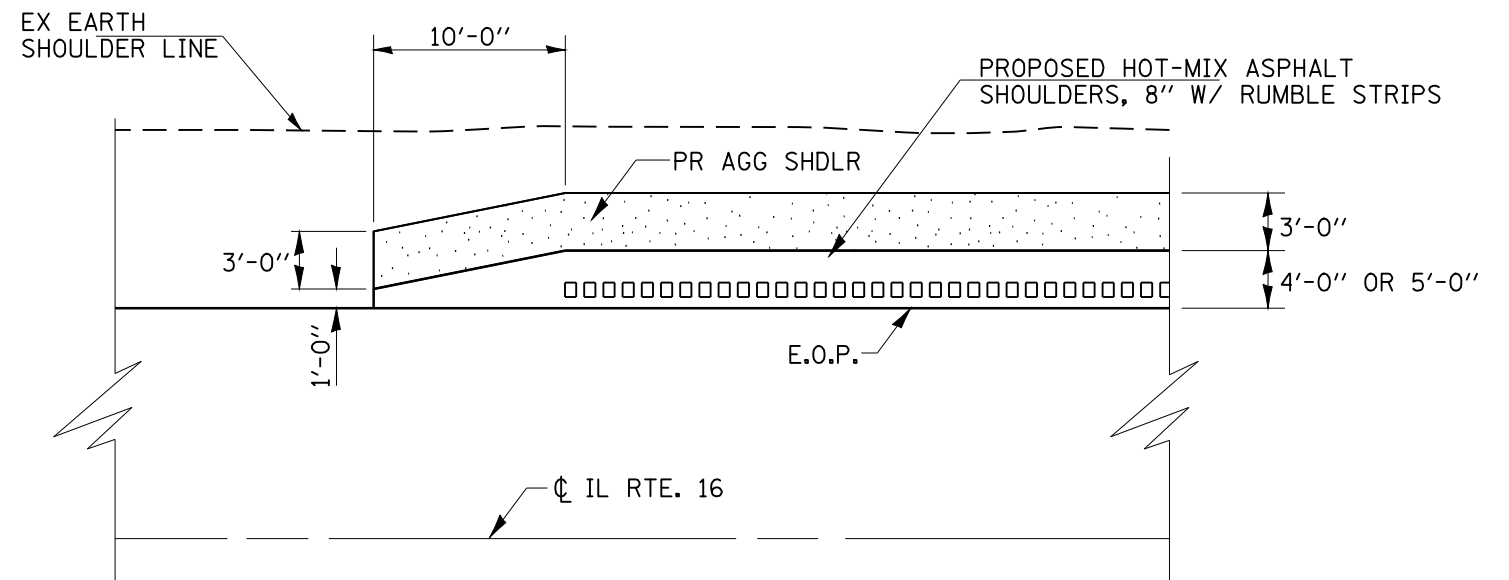 EX EARTH
SHOULDER LINE
10'-0"
PROPOSED HOT-MIX ASPHALT
SHOULDERS, 8" W/ RUMBLE STRIPS
PR AGG SHDLR
3'-0"
3'-0"
4'-0" OR 5'-0"
1'-0"
E.O.P.
℄ IL RTE. 16